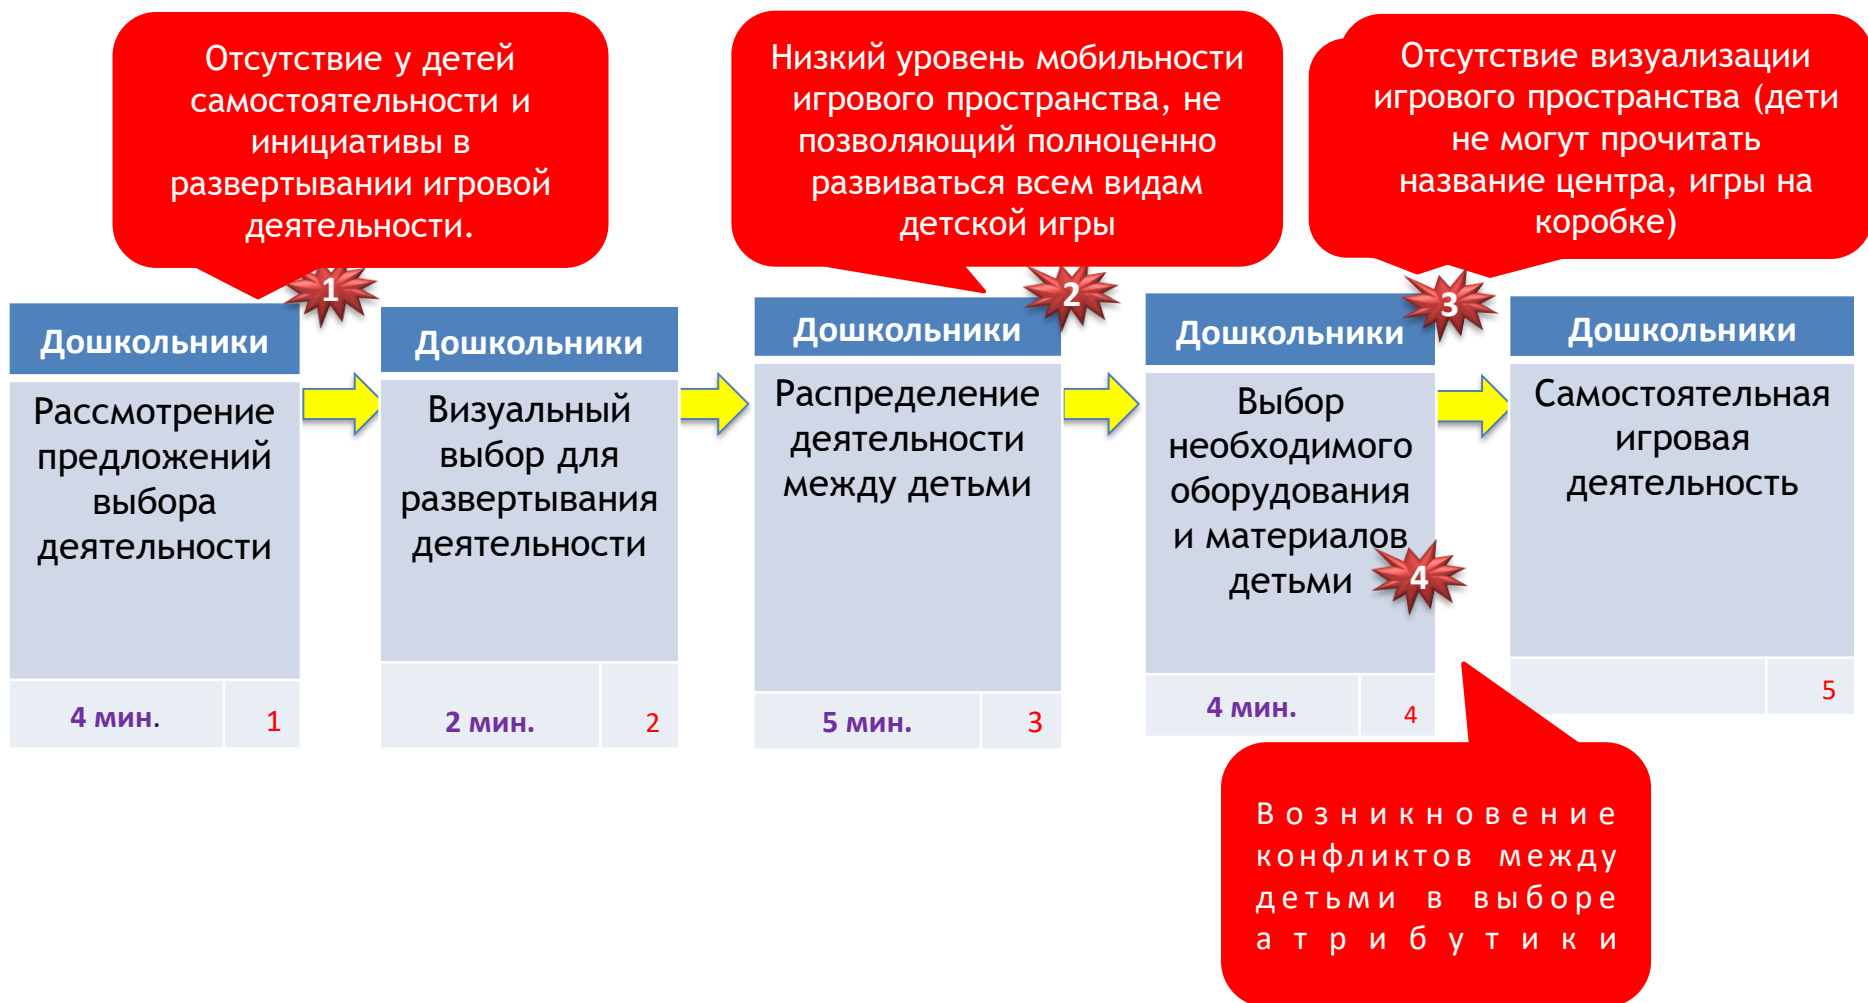 Отсутствие у детей
самостоятельности и
инициативы в
развертывании игровой
деятельности.
Низкий уровень мобильности
игрового пространства, не
позволяющий полноценно
развиваться всем видам
детской игры
Отсутствие визуализации
игрового пространства (дети
не могут прочитать
название центра, игры на
коробке)
1
2
3
Дошкольники
Рассмотрение
предложений
выбора
деятельности
4 мин.
1
Дошкольники
Визуальный
выбор для
развертывания
деятельности
2 мин.
2
Дошкольники
Распределение
деятельности
между детьми
5 мин.
3
Дошкольники
Выбор
необходимого
оборудования
и материалов
детьми
4
4 мин.
4
Дошкольники
Самостоятельная
игровая
деятельность
5
Возникновение
конфликтов между
детьми в выборе
атрибутики